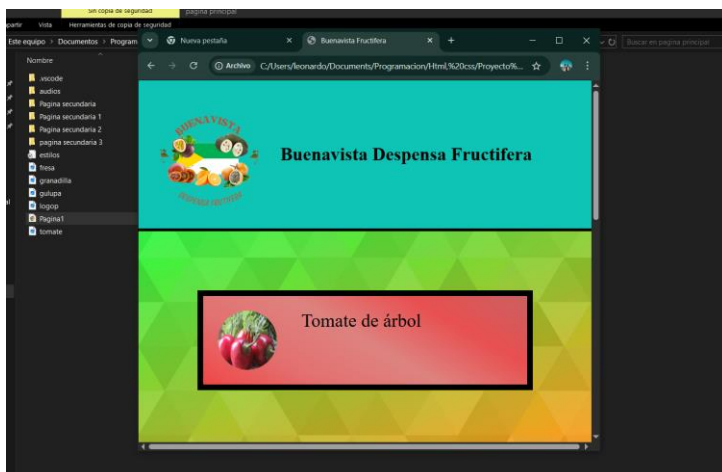 Sin copia de seguridad
pagina principal
Vista
Herramientas de copia de seguridad
Este equipo > Documentos > Program
Nueva pestaña
Buenavista Fructifera
Buscar en pagina principal
Archivo
C:/Users/leonardo/Documents/Programacion/Html,%20css/Proyecto%...
Nombre
.vscode
audios
Pagina secundaria
Pagina secundaria 1
Pagina secundaria 2
pagina secundaria 3
estilos
fresa
granadilla
gulupa
logop
Pagina1
tomate
BUENAVISTA
DESPENSA FRUCTIFERA
Buenavista Despensa Fructifera
Tomate de árbol